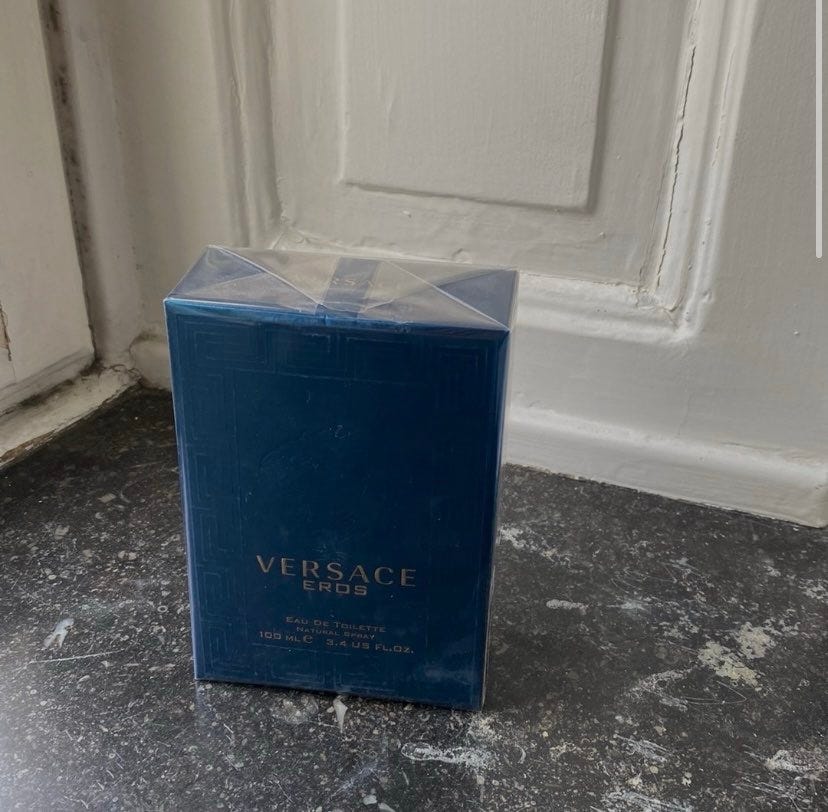 VERSACE
EROS
EAU DE TOILETTE
NATURAL SPRAY
100 ML e 3.4 US FL.OZ.